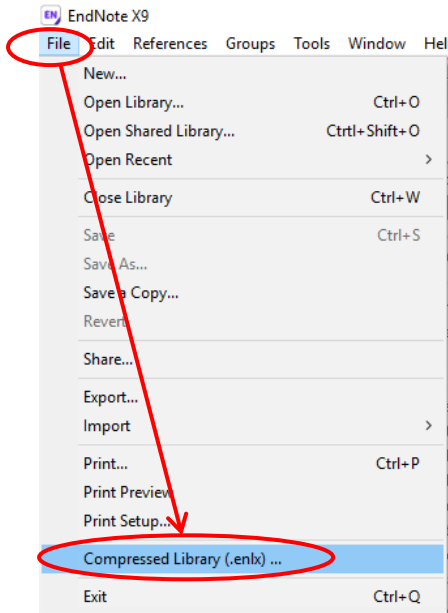 EN EndNote X9
File Edit References Groups Tools Window Hel
New...
Open Library... Ctrl+O
Open Shared Library... Ctrtl+Shift+O
Open Recent >
Close Library Ctrl+W
Save Ctrl+S
Save As...
Save a Copy...
Revert
Share...
Export...
Import >
Print... Ctrl+P
Print Preview
Print Setup...
Compressed Library (.enlx) ...
Exit Ctrl+Q